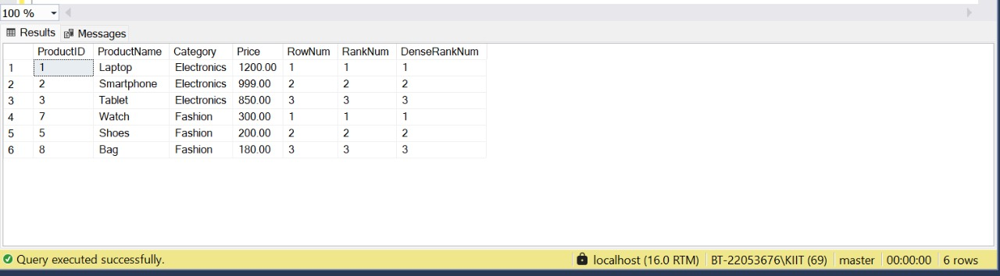 100 %
Results Messages
ProductID ProductName Category Price RowNum RankNum DenseRankNum
1 1 Laptop Electronics 1200.00 1 1 1
2 2 Smartphone Electronics 999.00 2 2 2
3 3 Tablet Electronics 850.00 3 3 3
4 7 Watch Fashion 300.00 1 1 1
5 5 Shoes Fashion 200.00 2 2 2
6 8 Bag Fashion 180.00 3 3 3
Query executed successfully. localhost (16.0 RTM) BT-22053676\KIIT (69) master 00:00:00 6 rows